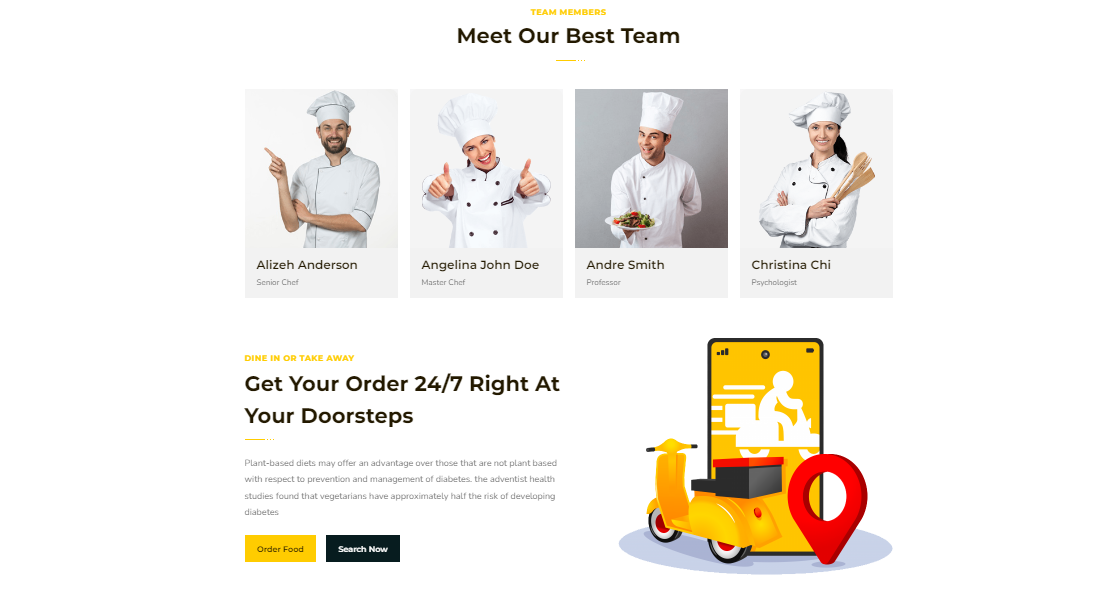 TEAM MEMBERS
Meet Our Best Team
Alizeh Anderson
Senior Chef
Angelina John Doe
Master Chef
Andre Smith
Professor
Christina Chi
Psychologist
DINE IN OR TAKE AWAY
Get Your Order 24/7 Right At
Your Doorsteps
Plant-based diets may offer an advantage over those that are not plant based
with respect to prevention and management of diabetes. the adventist health
studies found that vegetarians have approximately half the risk of developing
diabetes
Order Food
Search Now